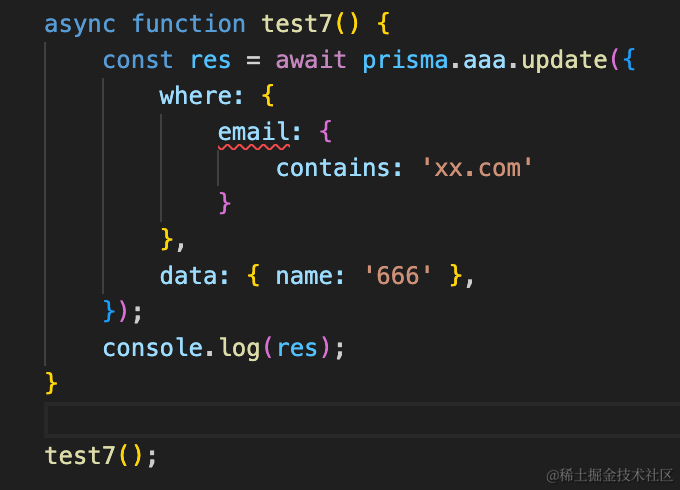 async function test7() {
    const res = await prisma.aaa.update({
        where: {
            email: {
                contains: 'xx.com'
            }
        },
        data: { name: '666' },
    });
    console.log(res);
}
test7();
@稀土掘金技术社区